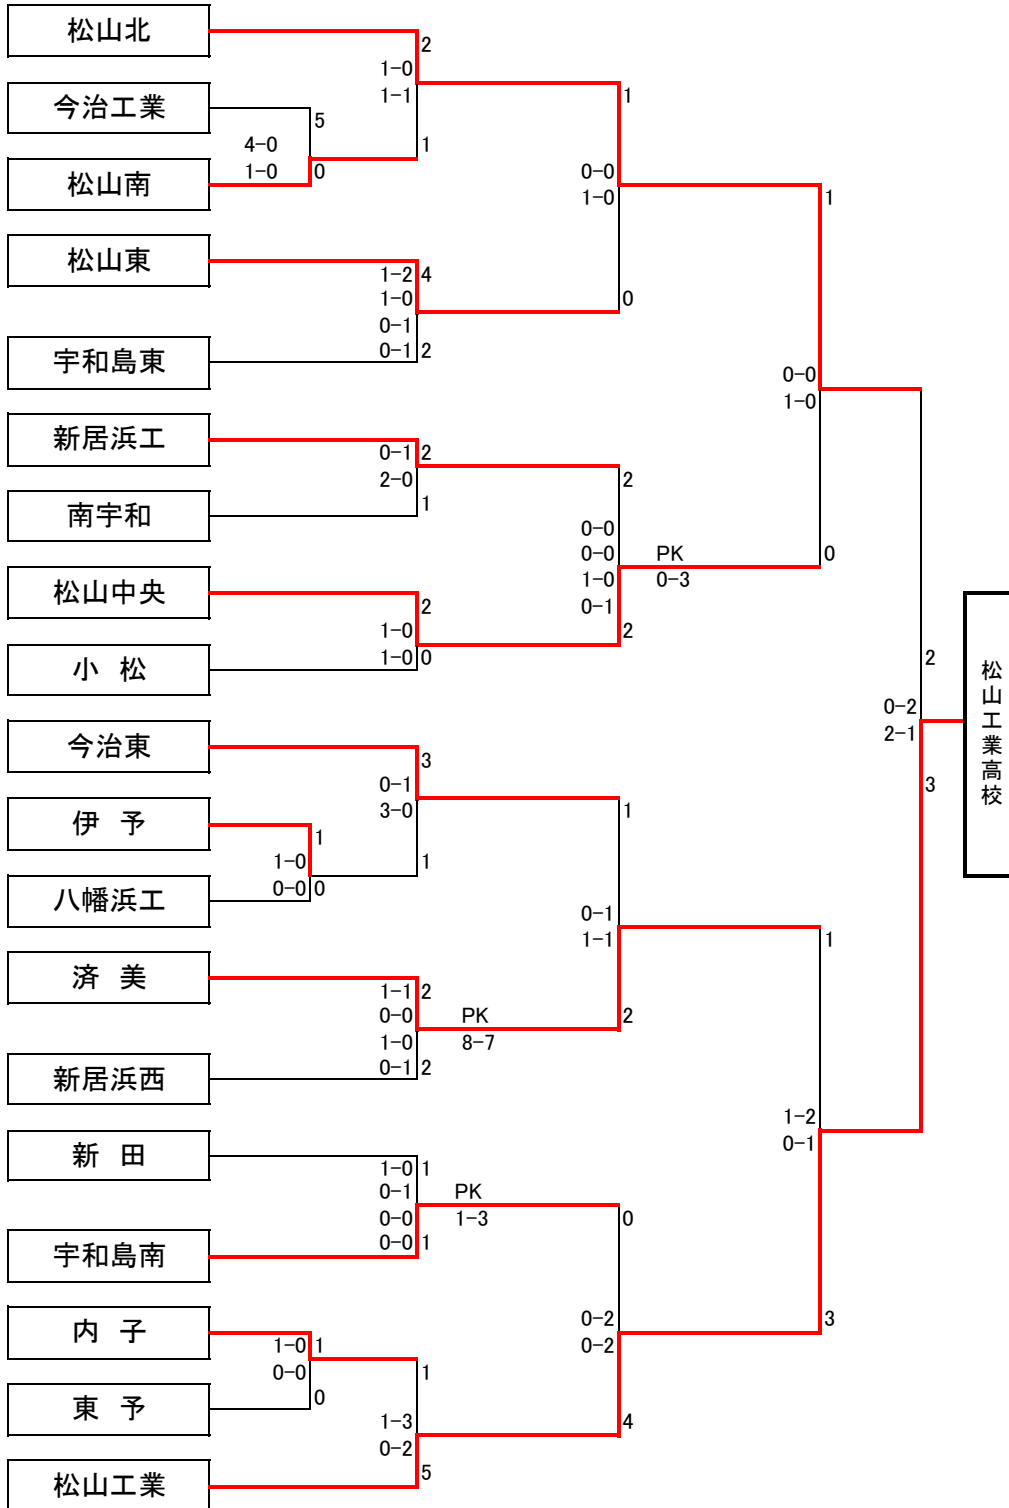 松山北
2
1-0
1-1
今治工業
5
4-0
1
1-0
0
松山南
1
0-0
1-0
1
松山東
1-2 4
1-0
0
0-1
0-1 2
宇和島東
0-0
1-0
新居浜工
0-1 2
2-0
2
1
南宇和
0-0
0-0 PK
0
1-0 0-3
0-1
松山中央
2
1-0
2
1-0 0
小 松
2
0-2
2-1
3
松山工業高校
今治東
3
0-1
3-0
1
伊 予
1
1-0
1
0-0 0
八幡浜工
0-1
1-1
1
済 美
1-1 2
0-0 PK
2
1-0 8-7
0-1 2
新居浜西
1-2
0-1
新 田
1-0 1
0-1 PK
0-0 1-3
0
0-0 1
宇和島南
0-2
3
0-2
内 子
1-0 1
0-0
1
0
東 予
1-3
4
0-2
5
松山工業